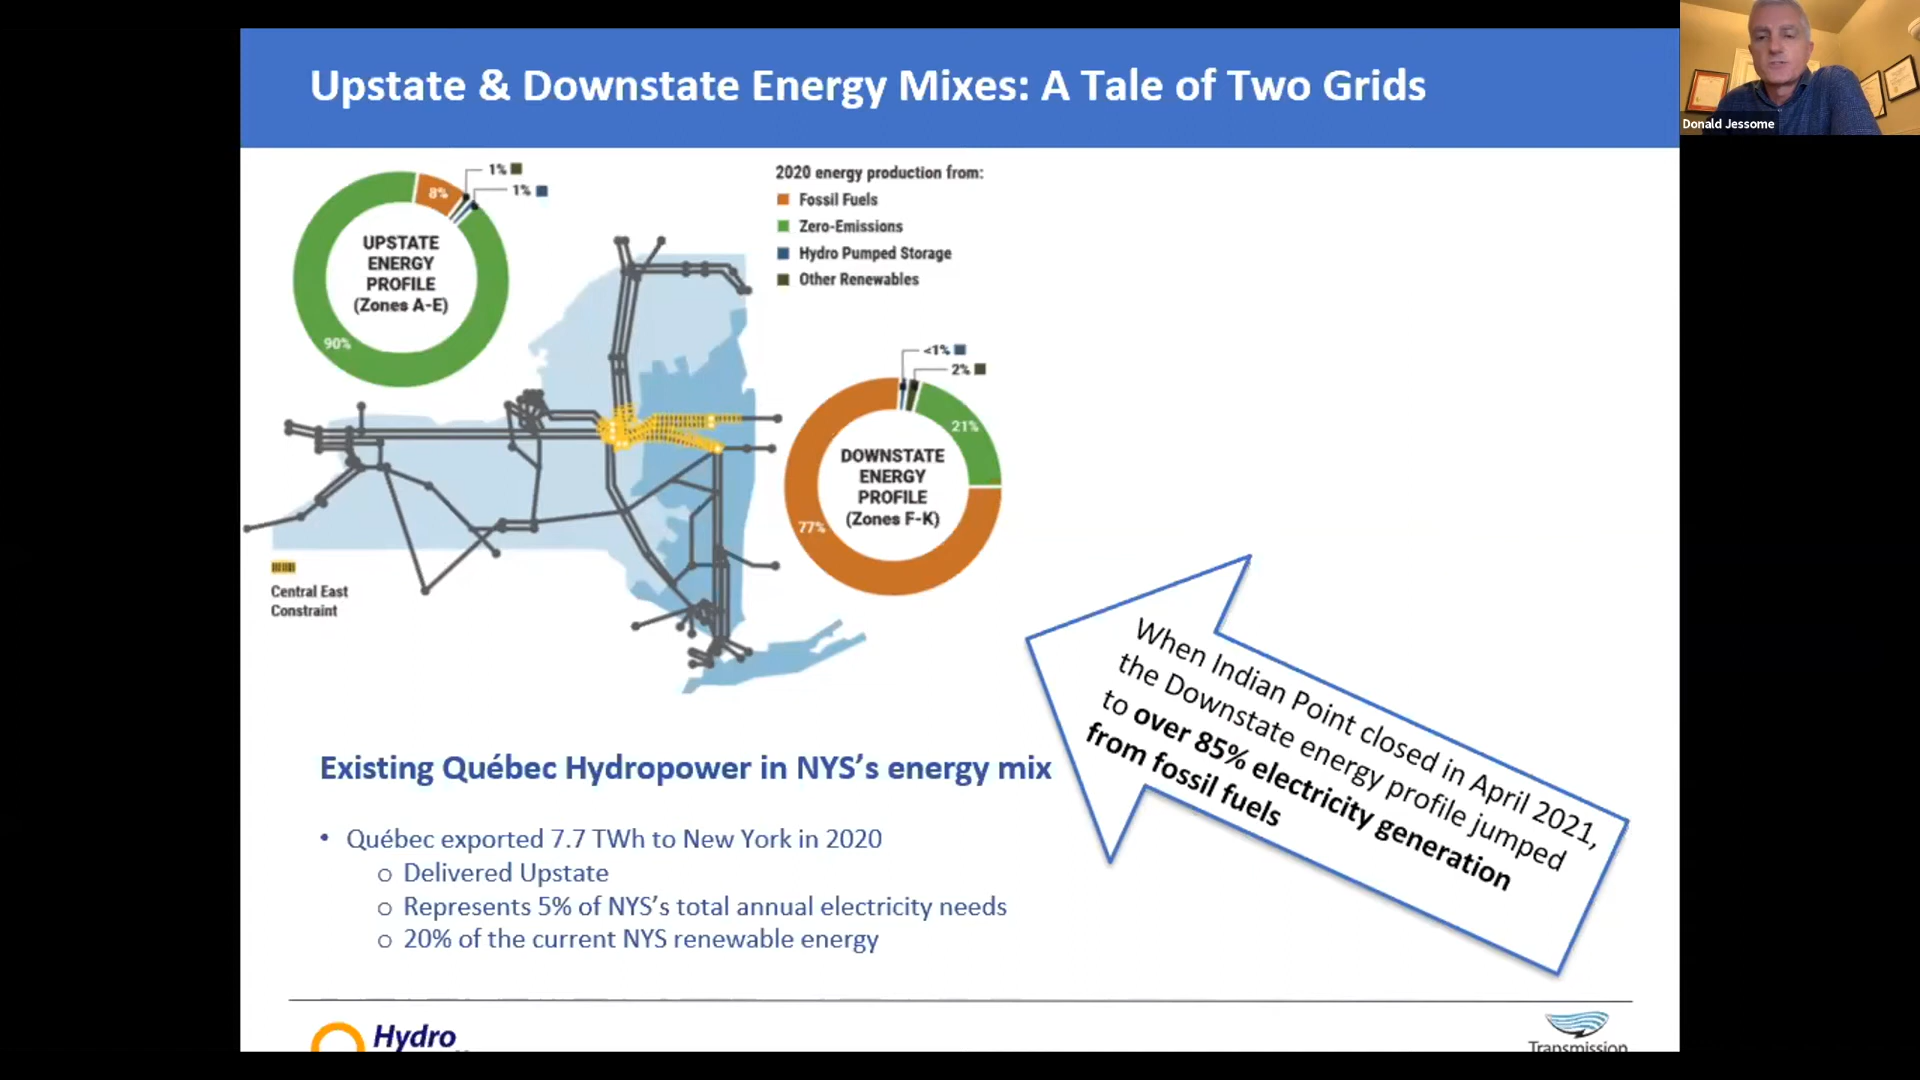 Upstate & Downstate Energy Mixes: A Tale of Two Grids
Donald Jessome
1%
1%
8%
UPSTATE
ENERGY
PROFILE
(Zones A-E)
90%
2020 energy production from:
Fossil Fuels
Zero-Emissions
Hydro Pumped Storage
Other Renewables
<1%
2%
21%
DOWNSTATE
ENERGY
PROFILE
(Zones F-K)
77%
Central East
Constraint
When Indian Point closed in April 2021,
the Downstate energy profile jumped
to over 85% electricity generation
from fossil fuels
Existing Québec Hydropower in NYS’s energy mix
• Québec exported 7.7 TWh to New York in 2020
o Delivered Upstate
o Represents 5% of NYS’s total annual electricity needs
o 20% of the current NYS renewable energy
Hydro
Transmission